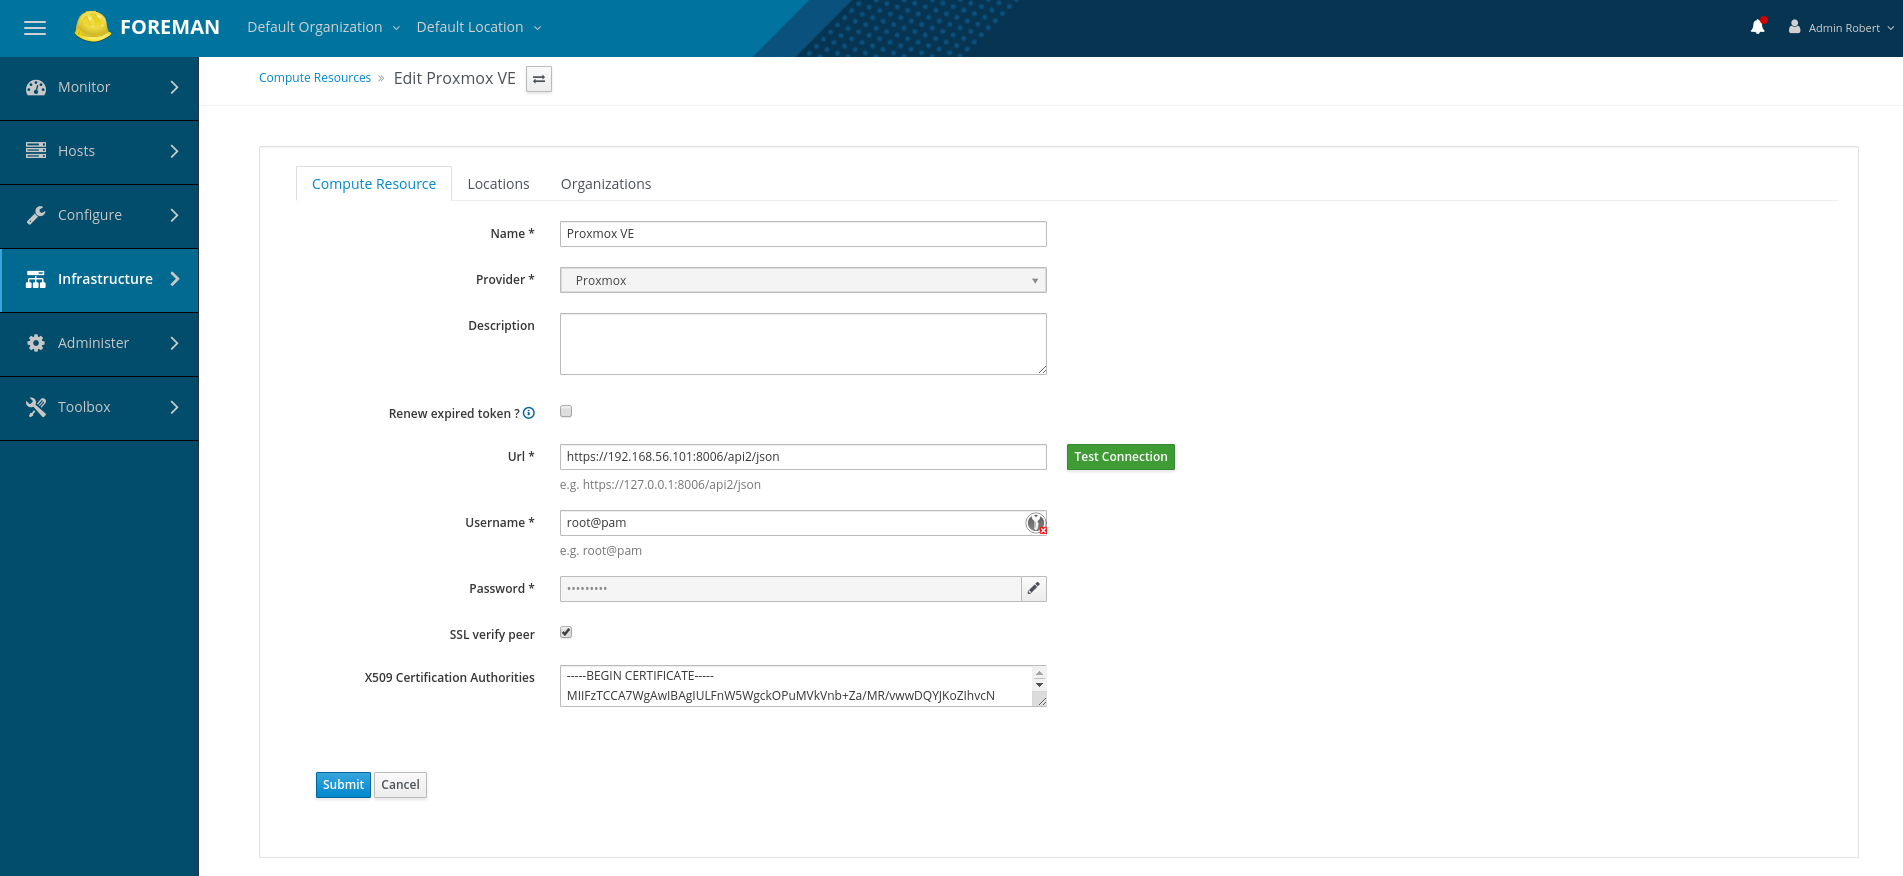 FOREMAN Default Organization Default Location Admin Robert
Compute Resources » Edit Proxmox VE
Monitor
Hosts
Configure
Infrastructure
Administer
Toolbox
Compute Resource Locations Organizations
Name * Proxmox VE
Provider * Proxmox
Description
Renew expired token ?
Url * https://192.168.56.101:8006/api2/json Test Connection
e.g. https://127.0.0.1:8006/api2/json
Username * root@pam
e.g. root@pam
Password * •••••••••
SSL verify peer
X509 Certification Authorities -----BEGIN CERTIFICATE-----
MIIFzTCCA7WgAwIBAgIULFnW5WgckOPuMVkVnb+Za/MR/vwwDQYJKoZIhvcN
Submit Cancel